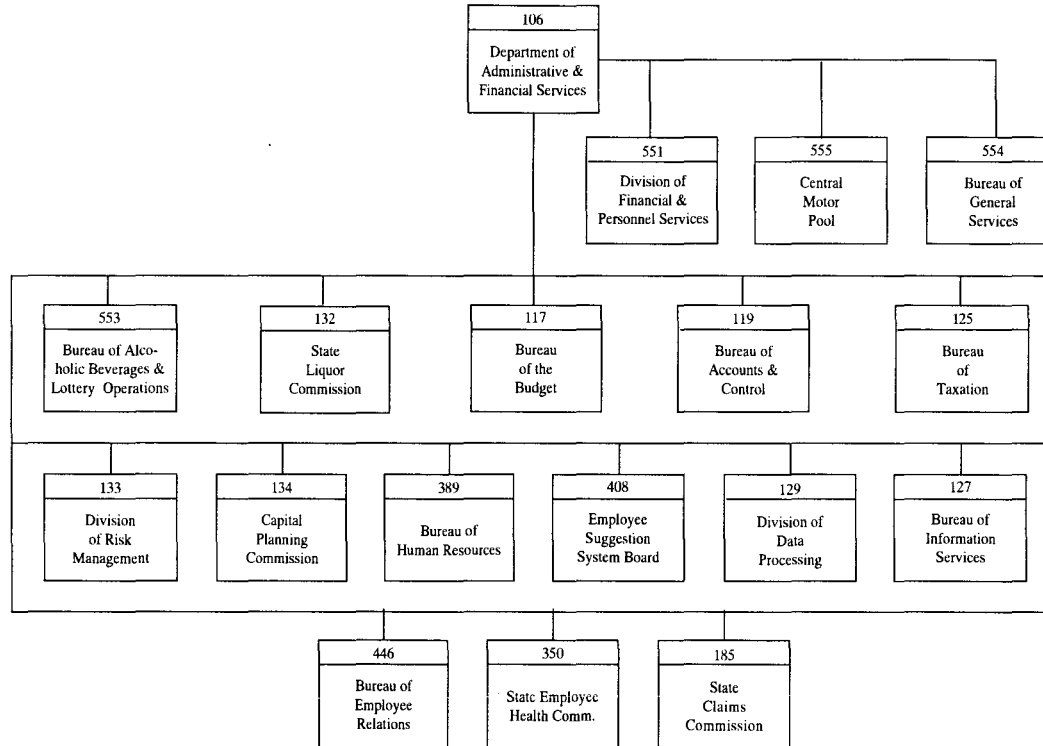 106
Department of
Administrative &
Financial Services
551
Division of
Financial &
Personnel Services
555
Central
Motor
Pool
554
Bureau of
General
Services
553
Bureau of Alco-
holic Beverages &
Lottery Operations
132
State
Liquor
Commission
117
Bureau
of the
Budget
119
Bureau of
Accounts &
Control
125
Bureau
of
Taxation
133
Division
of Risk
Management
134
Capital
Planning
Commission
389
Bureau of
Human Resources
408
Employee
Suggestion
System Board
129
Division of
Data
Processing
127
Bureau of
Information
Services
446
Bureau of
Employee
Relations
350
State Employee
Health Comm.
185
State
Claims
Commission